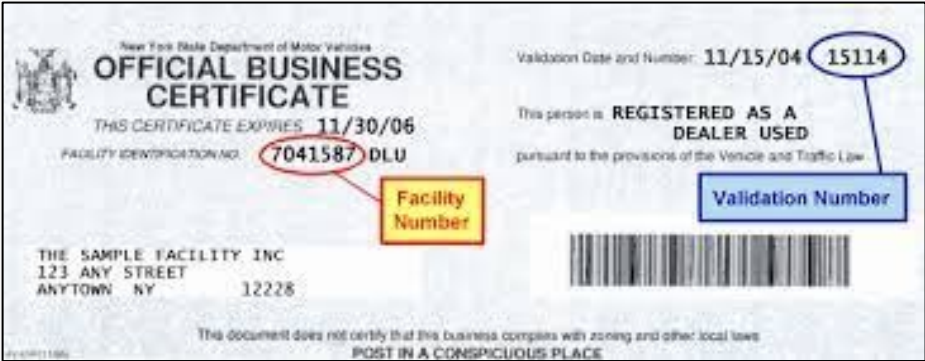 New York State Department of Motor Vehicles
OFFICIAL BUSINESS
CERTIFICATE
THIS CERTIFICATE EXPIRES 11/30/06
FACILITY IDENTIFICATION NO. 7041587 DLU
Facility
Number
THE SAMPLE FACILITY INC
123 ANY STREET
ANYTOWN NY 12228
Validation Date and Number: 11/15/04 15114
This person is REGISTERED AS A
DEALER USED
pursuant to the provisions of the Vehicle and Traffic Law
Validation Number
This document does not certify that this business complies with zoning and other local laws
POST IN A CONSPICUOUS PLACE